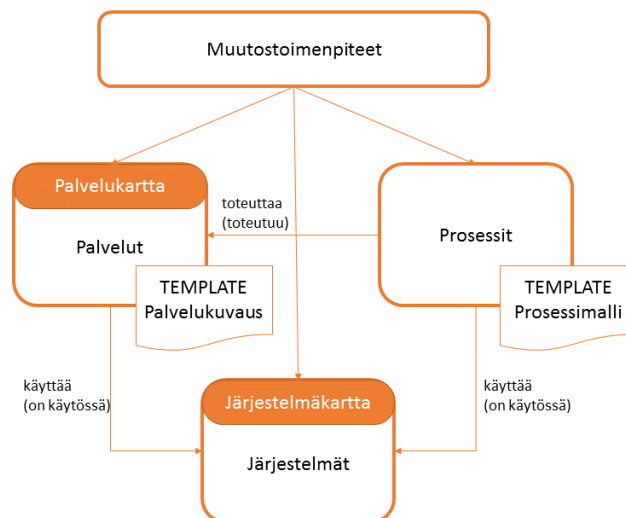 Muutostoimenpiteet
Palvelukartta
Palvelut
TEMPLATE
Palvelukuvaus
toteuttaa
(toteutuu)
Prosessit
TEMPLATE
Prosessimalli
käyttää
(on käytössä)
käyttää
(on käytössä)
Järjestelmäkartta
Järjestelmät